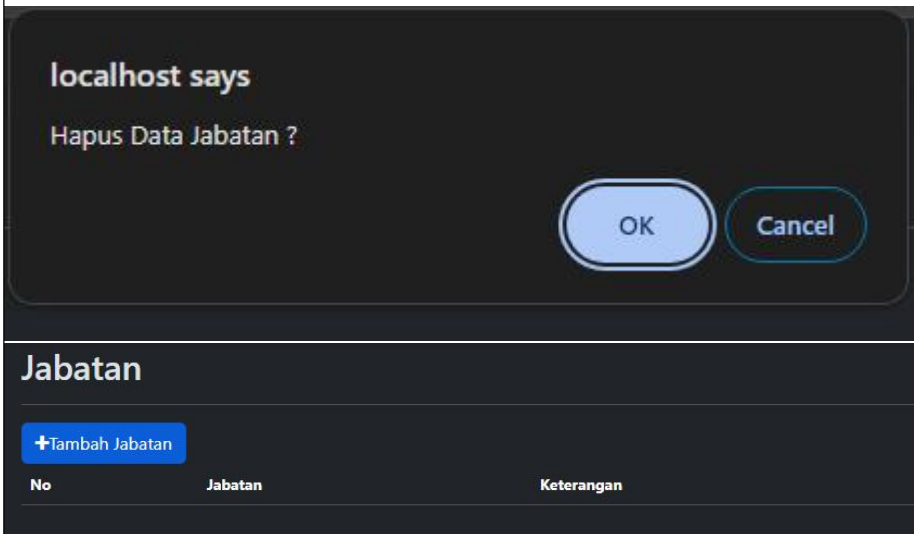 localhost says
Hapus Data Jabatan ?
OK Cancel
Jabatan
+Tambah Jabatan
No Jabatan Keterangan